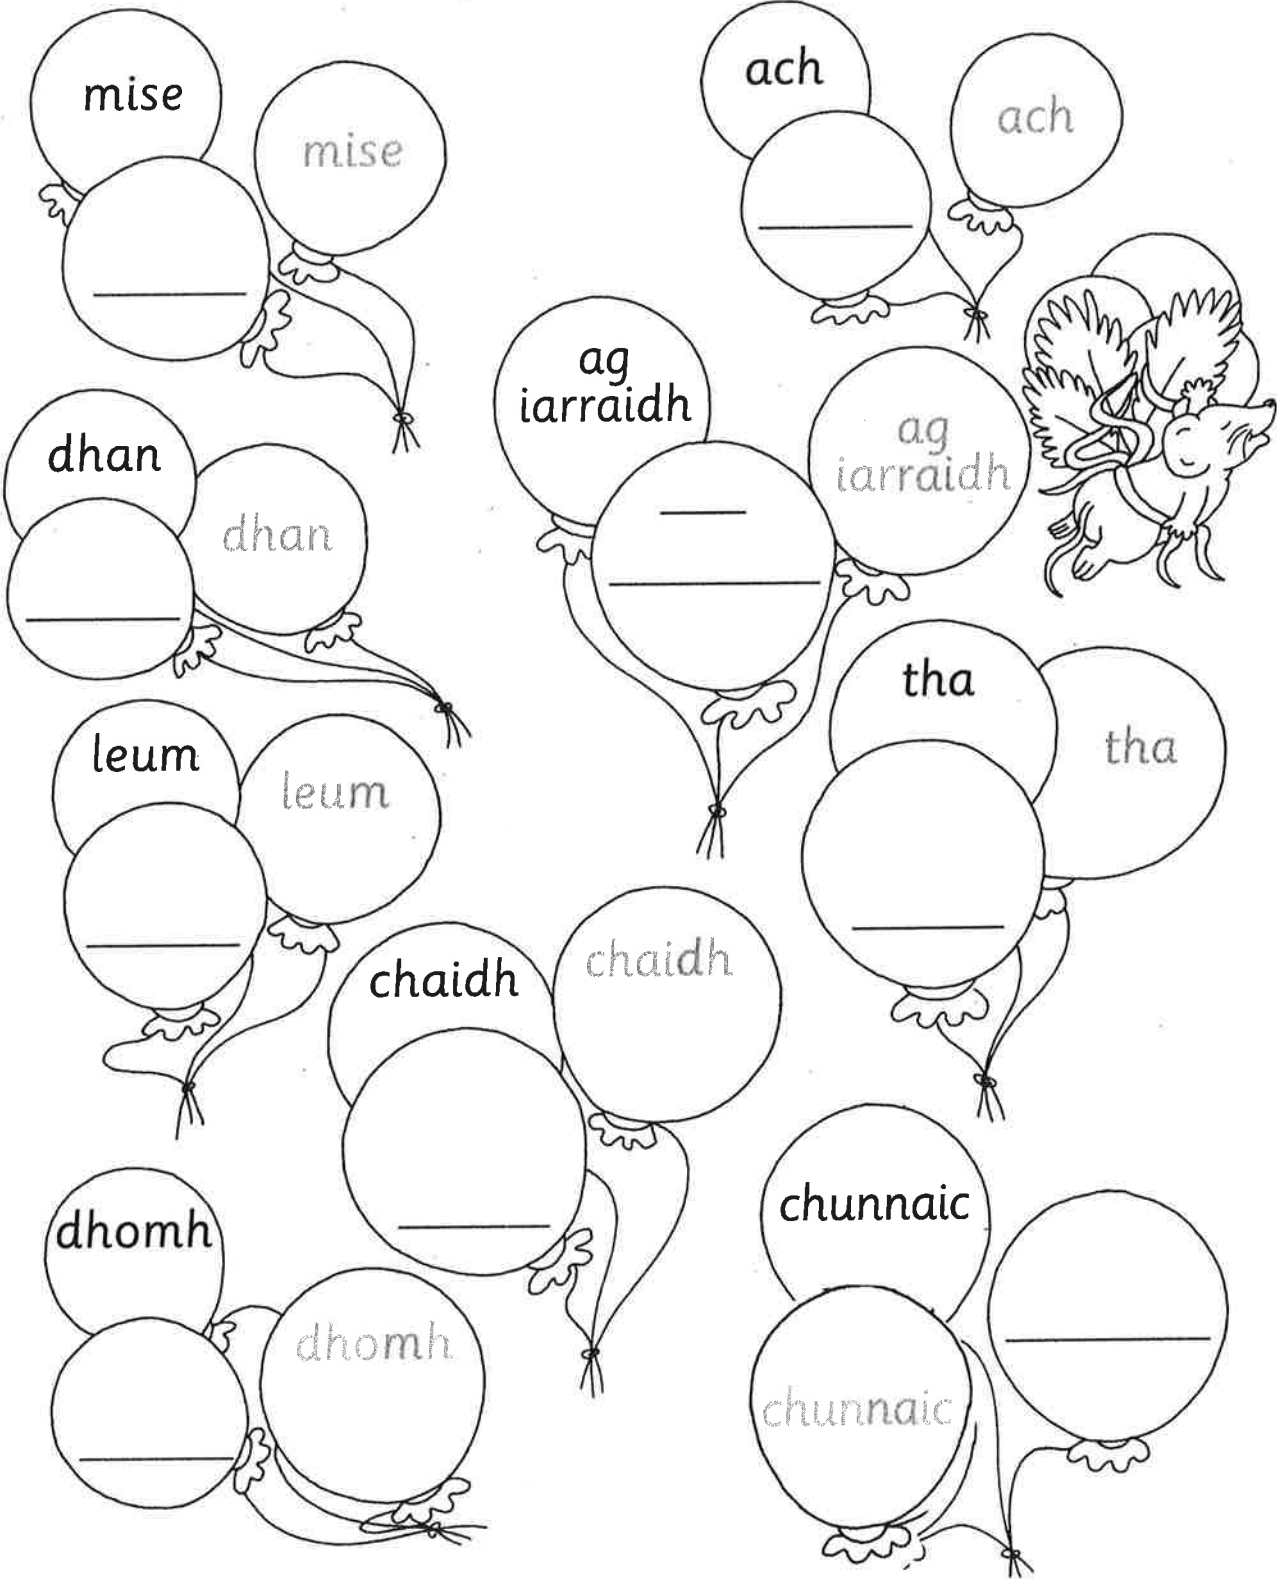 mise
mise
ach
ach
ag
iarraidh
ag
iarraidh
dhan
dhan
tha
tha
leum
leum
chaidh
chaidh
dhomh
dhomh
chunnaic
chunnaic